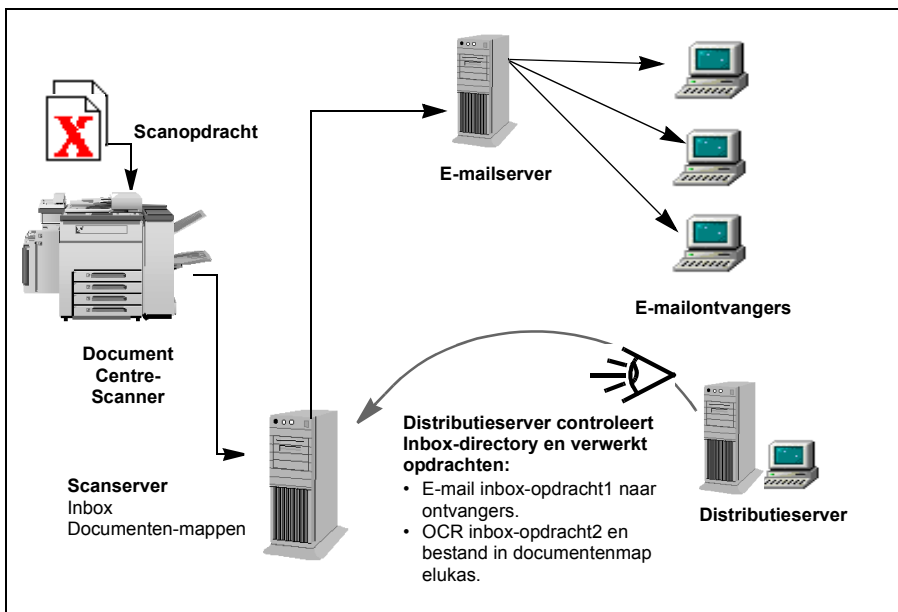 X
Scanopdracht
E-mailserver
E-mailontvangers
Document
Centre-
Scanner
Scanserver
Inbox
Documenten-mappen
Distributieserver controleert
Inbox-directory en verwerkt
opdrachten:
• E-mail inbox-opdracht1 naar
ontvangers.
• OCR inbox-opdracht2 en
bestand in documentenmap
elukas.
Distributieserver